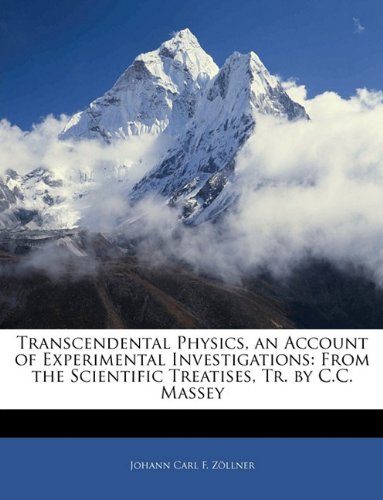 Transcendental Physics, an Account
of Experimental Investigations: From
the Scientific Treatises, Tr. by C.C.
Massey
Johann Carl F. Zöllner